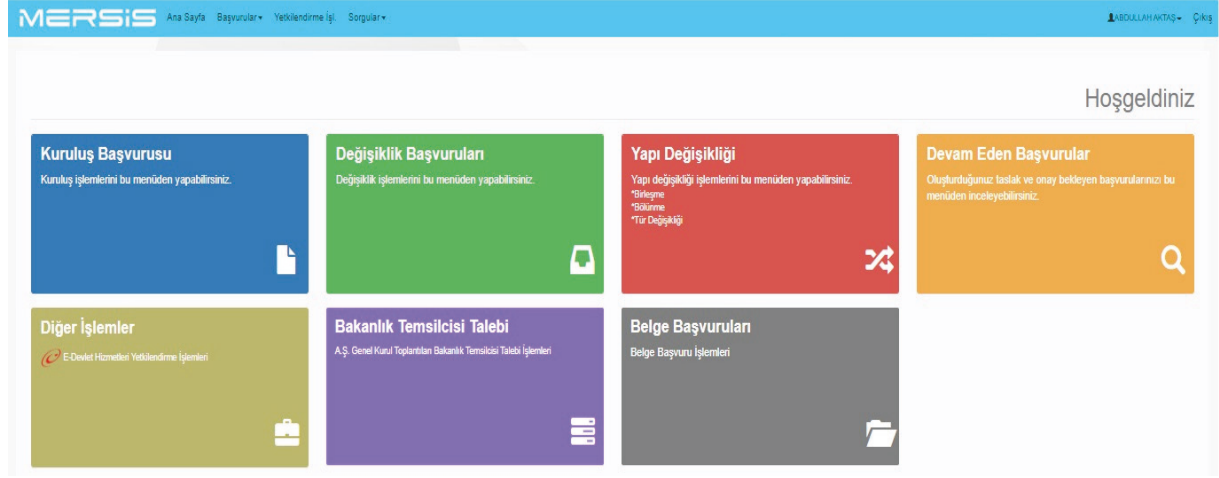 MERSİS Ana Sayfa Başvurular Yetkilendirme İşl. Sorgular ABDULLAH AKTAŞ Çıkış
Hoşgeldiniz
Kuruluş Başvurusu
Kuruluş işlemlerini bu menüden yapabilirsiniz.
Değişiklik Başvuruları
Değişiklik işlemlerini bu menüden yapabilirsiniz.
Yapı Değişikliği
Yapı değişikliği işlemlerini bu menüden yapabilirsiniz.
*Birleşme
*Bölünme
*Tür Değişikliği
Devam Eden Başvurular
Oluşturduğunuz taslak ve onay bekleyen başvurularınızı bu
menüden inceleyebilirsiniz.
Diğer İşlemler
E-Devlet Hizmetleri Yetkilendirme İşlemleri
Bakanlık Temsilcisi Talebi
A.Ş. Genel Kurul Toplantıları Bakanlık Temsilcisi Talebi İşlemleri
Belge Başvuruları
Belge Başvuru İşlemleri